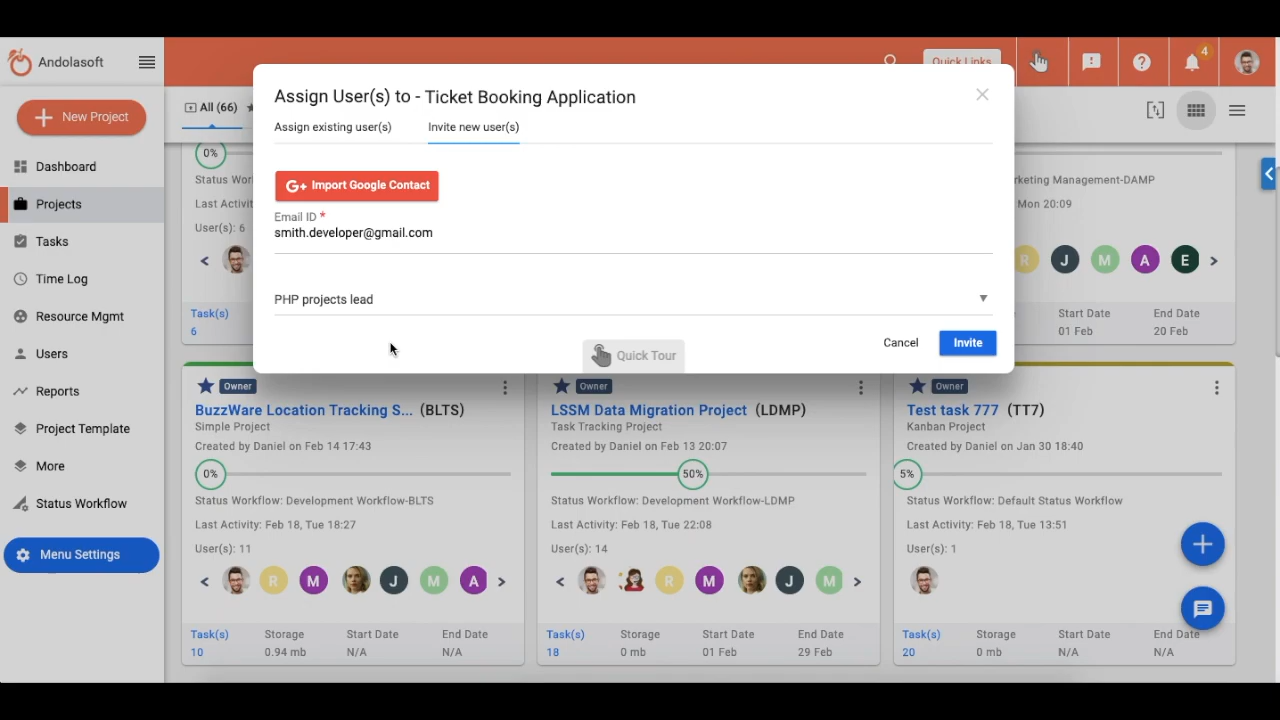 Andolasoft
Quick Links
4
New Project
All (66)
Dashboard
Projects
Tasks
Time Log
Resource Mgmt
Users
Reports
Project Template
More
Status Workflow
Menu Settings
Assign User(s) to - Ticket Booking Application
Assign existing user(s)
Invite new user(s)
G+ Import Google Contact
Email ID *
smith.developer@gmail.com
PHP projects lead
Cancel
Invite
Quick Tour
0%
Status Wor
Last Activit
User(s): 6
Task(s)
6
rketing Management-DAMP
Mon 20:09
R J M A E
Start Date
01 Feb
End Date
20 Feb
Owner
BuzzWare Location Tracking S... (BLTS)
Simple Project
Created by Daniel on Feb 14 17:43
0%
Status Workflow: Development Workflow-BLTS
Last Activity: Feb 18, Tue 18:27
User(s): 11
R M J M A
Task(s) Storage Start Date End Date
10 0.94 mb N/A N/A
Owner
LSSM Data Migration Project (LDMP)
Task Tracking Project
Created by Daniel on Feb 13 20:07
50%
Status Workflow: Development Workflow-LDMP
Last Activity: Feb 18, Tue 22:08
User(s): 14
R M J M
Task(s) Storage Start Date End Date
18 0 mb 01 Feb 29 Feb
Owner
Test task 777 (TT7)
Kanban Project
Created by Daniel on Jan 30 18:40
5%
Status Workflow: Default Status Workflow
Last Activity: Feb 18, Tue 13:51
User(s): 1
Task(s) Storage Start Date End Date
20 0 mb N/A N/A